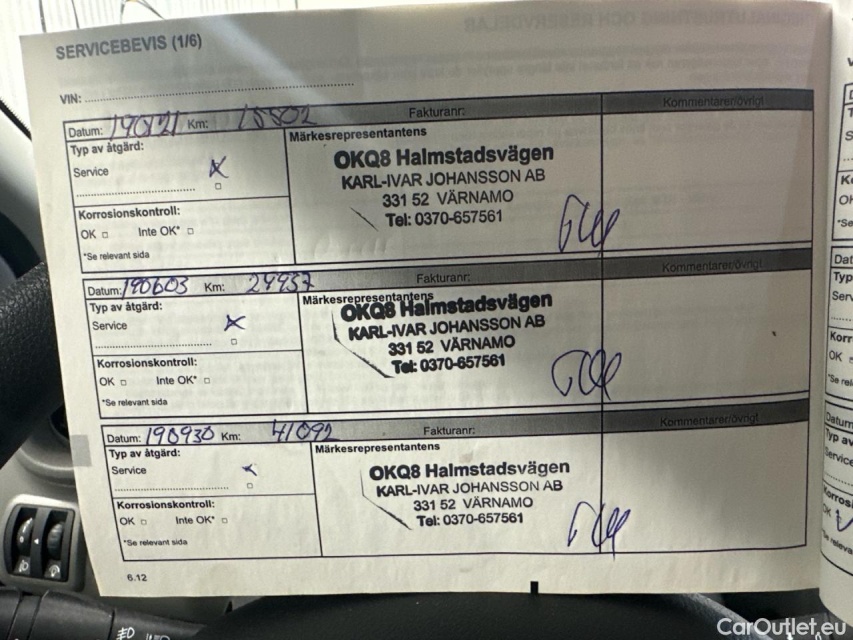 SERVICEBEVIS (1/6)
VIN:
Datum: 190121 Km: 15802 Fakturanr: Kommentarer/övrigt
Typ av åtgärd:
Service
Korrosionskontroll:
OK Inte OK*
*Se relevant sida
Märkesrepresentantens
OKQ8 Halmstadsvägen
KARL-IVAR JOHANSSON AB
331 52 VÄRNAMO
Tel: 0370-657561
Datum: 190603 Km: 24937 Fakturanr: Kommentarer/övrigt
Typ av åtgärd:
Service
Korrosionskontroll:
OK Inte OK*
*Se relevant sida
Märkesrepresentantens
OKQ8 Halmstadsvägen
KARL-IVAR JOHANSSON AB
331 52 VÄRNAMO
Tel: 0370-657561
Datum: 190930 Km: 41092 Fakturanr: Kommentarer/övrigt
Typ av åtgärd:
Service
Korrosionskontroll:
OK Inte OK*
*Se relevant sida
Märkesrepresentantens
OKQ8 Halmstadsvägen
KARL-IVAR JOHANSSON AB
331 52 VÄRNAMO
Tel: 0370-657561
6.12
CarOutlet.eu